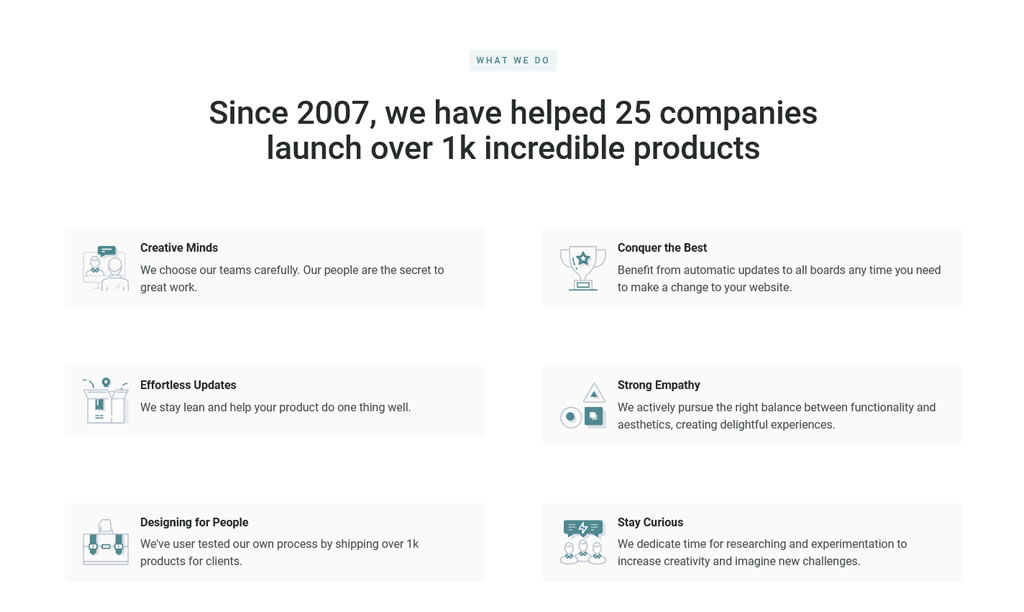 WHAT WE DO
Since 2007, we have helped 25 companies
launch over 1k incredible products
Creative Minds
We choose our teams carefully. Our people are the secret to
great work.
Conquer the Best
Benefit from automatic updates to all boards any time you need
to make a change to your website.
Effortless Updates
We stay lean and help your product do one thing well.
Strong Empathy
We actively pursue the right balance between functionality and
aesthetics, creating delightful experiences.
Designing for People
We've user tested our own process by shipping over 1k
products for clients.
Stay Curious
We dedicate time for researching and experimentation to
increase creativity and imagine new challenges.